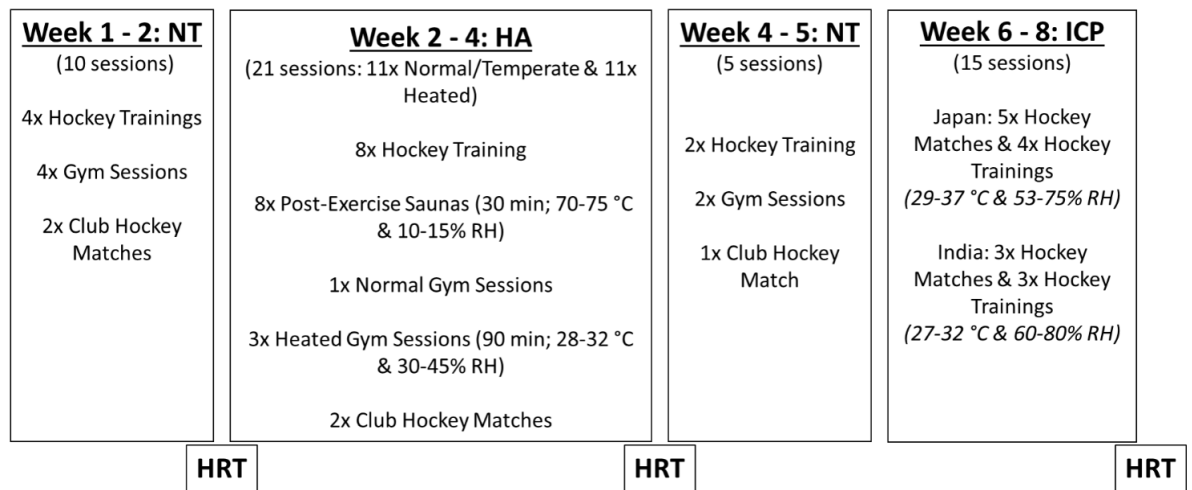 Week 1 - 2: NT
(10 sessions)
4x Hockey Trainings
4x Gym Sessions
2x Club Hockey
Matches
Week 2 - 4: HA
(21 sessions: 11x Normal/Temperate & 11x
Heated)
8x Hockey Training
8x Post-Exercise Saunas (30 min; 70-75 °C
& 10-15% RH)
1x Normal Gym Sessions
3x Heated Gym Sessions (90 min; 28-32 °C
& 30-45% RH)
2x Club Hockey Matches
Week 4 - 5: NT
(5 sessions)
2x Hockey Training
2x Gym Sessions
1x Club Hockey
Match
Week 6 - 8: ICP
(15 sessions)
Japan: 5x Hockey
Matches & 4x Hockey
Trainings
(29-37 °C & 53-75% RH)
India: 3x Hockey
Matches & 3x Hockey
Trainings
(27-32 °C & 60-80% RH)
HRT
HRT
HRT